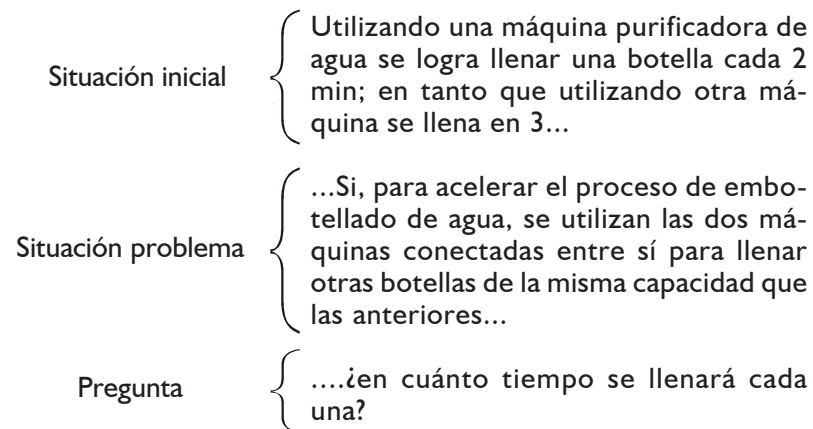 Situación inicial
Utilizando una máquina purificadora de
agua se logra llenar una botella cada 2
min; en tanto que utilizando otra má-
quina se llena en 3...
Situación problema
...Si, para acelerar el proceso de embo-
tellado de agua, se utilizan las dos má-
quinas conectadas entre sí para llenar
otras botellas de la misma capacidad que
las anteriores...
Pregunta
....¿en cuánto tiempo se llenará cada
una?